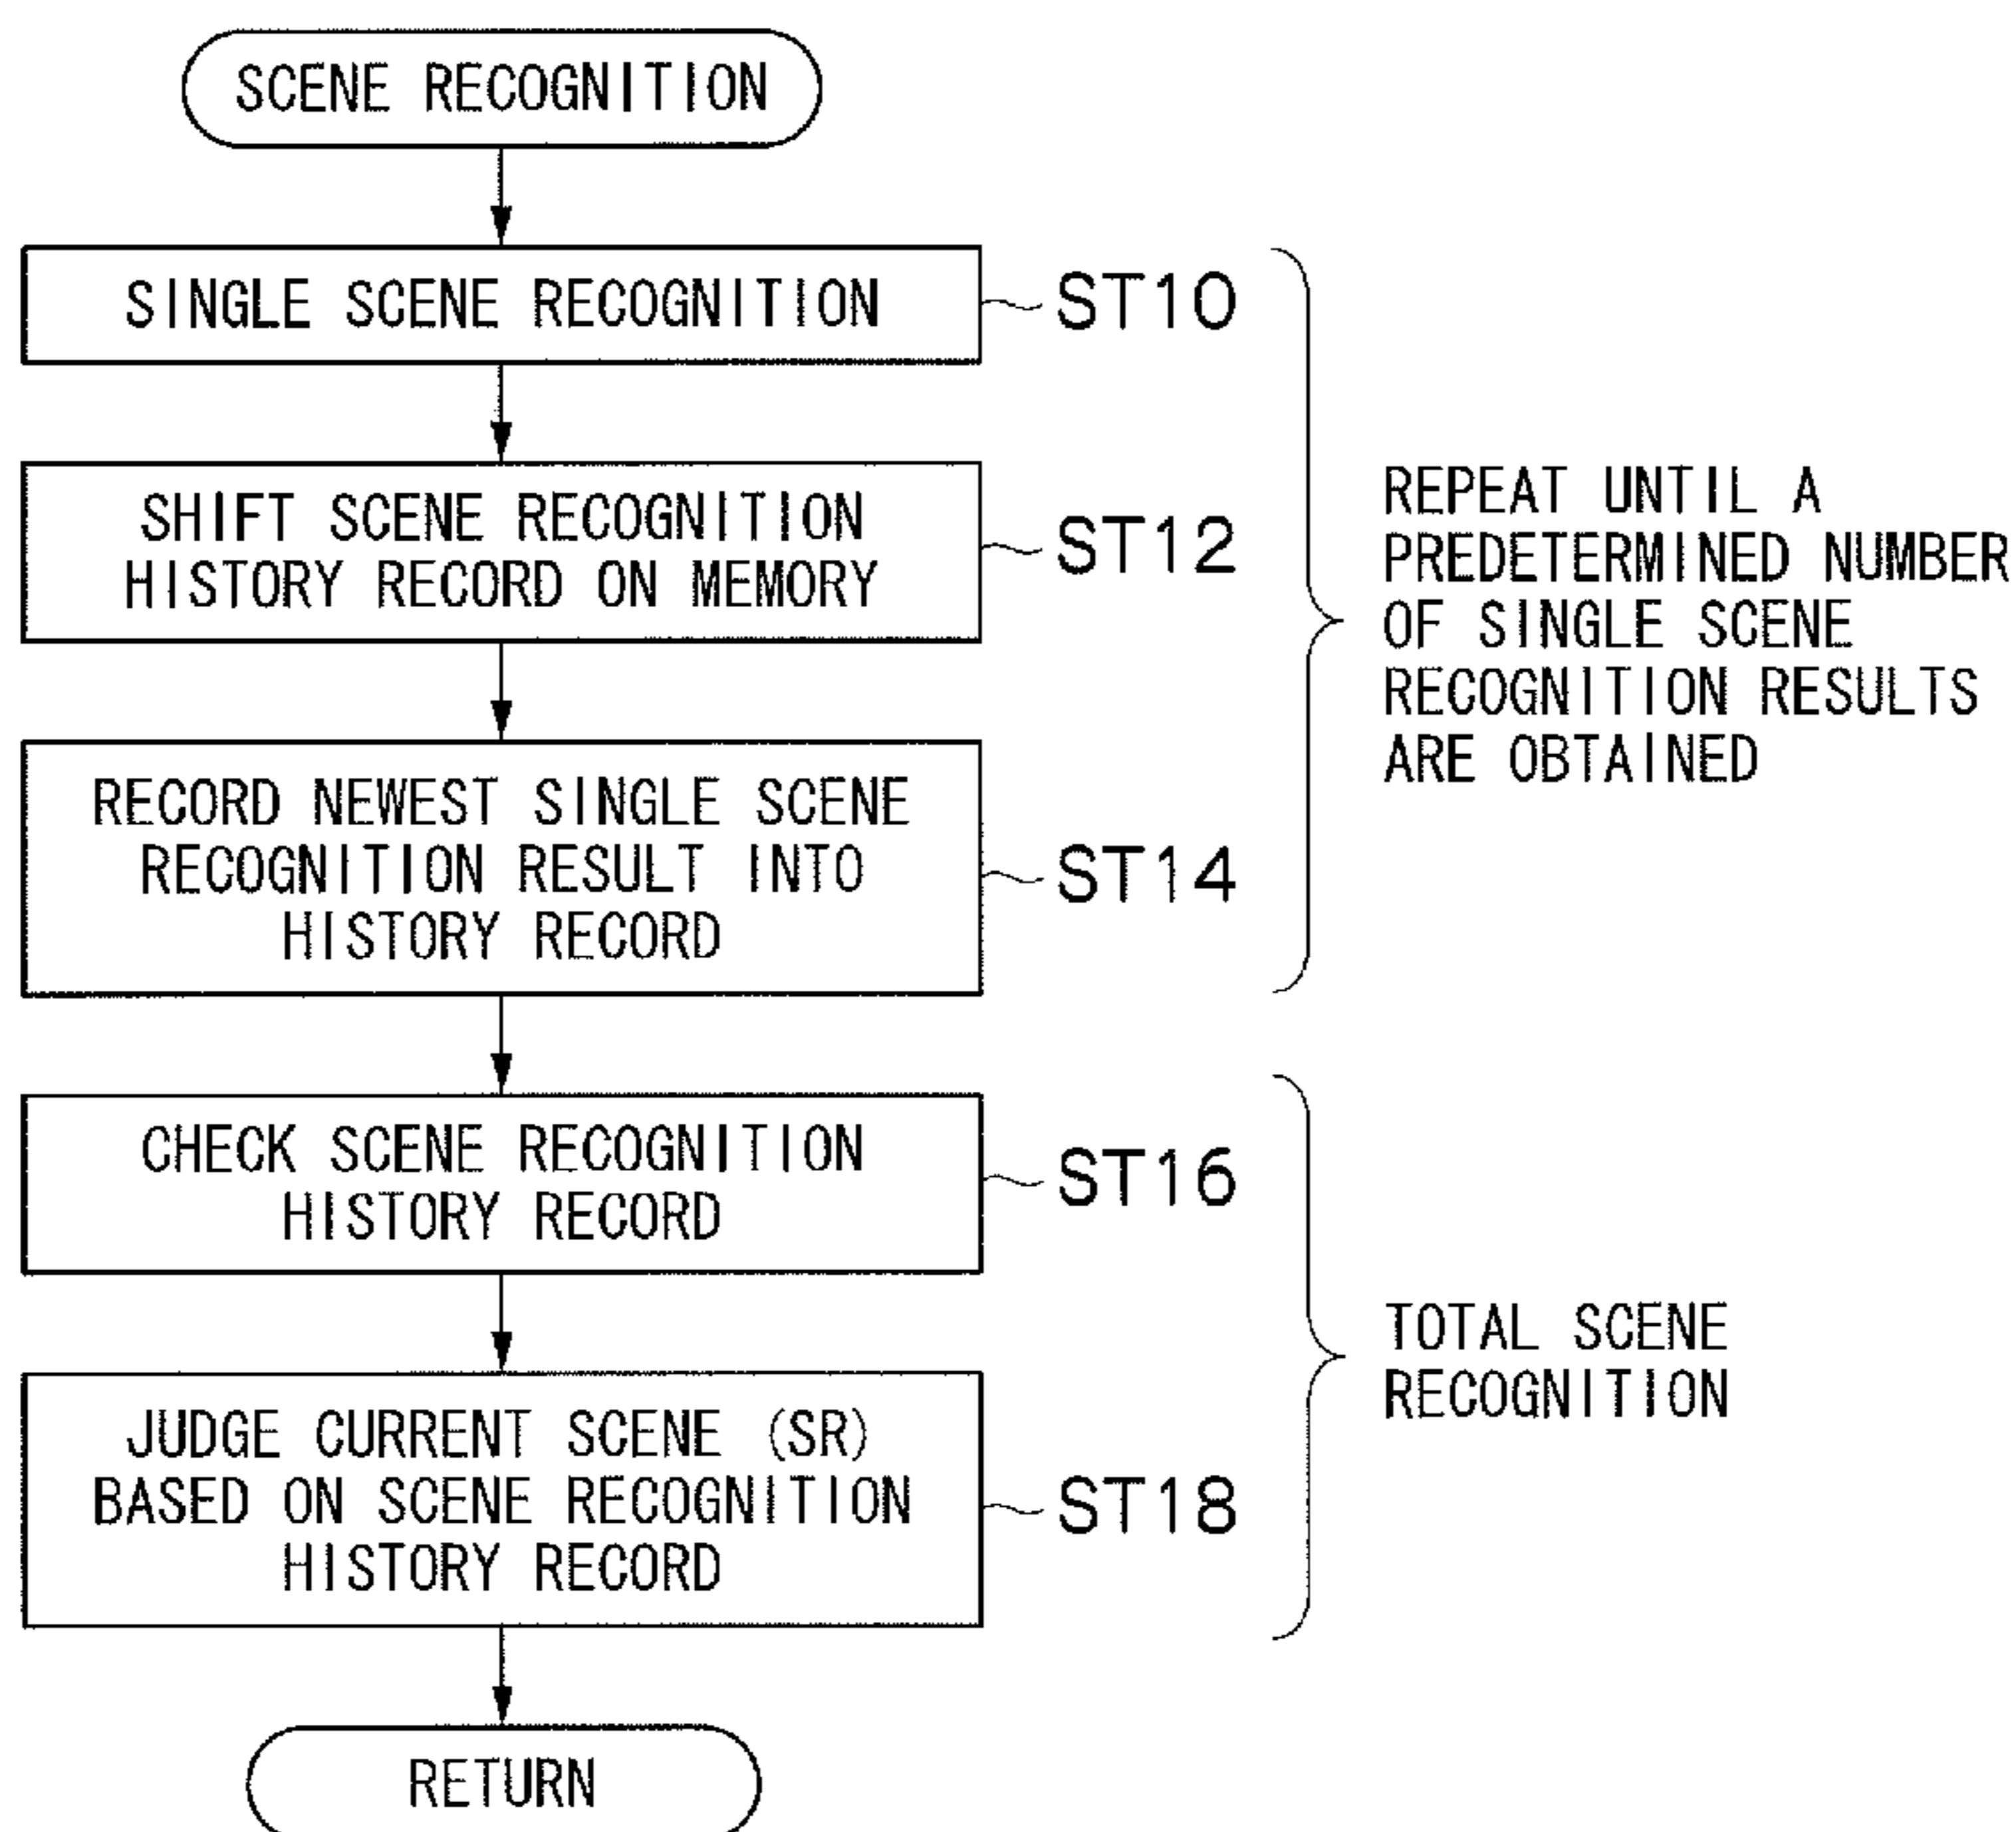 SCENE RECOGNITION
SINGLE SCENE RECOGNITION
ST10
SHIFT SCENE RECOGNITION
HISTORY RECORD ON MEMORY
ST12
RECORD NEWEST SINGLE SCENE
RECOGNITION RESULT INTO
HISTORY RECORD
ST14
REPEAT UNTIL A
PREDETERMINED NUMBER
OF SINGLE SCENE
RECOGNITION RESULTS
ARE OBTAINED
CHECK SCENE RECOGNITION
HISTORY RECORD
ST16
JUDGE CURRENT SCENE (SR)
BASED ON SCENE RECOGNITION
HISTORY RECORD
ST18
TOTAL SCENE
RECOGNITION
RETURN